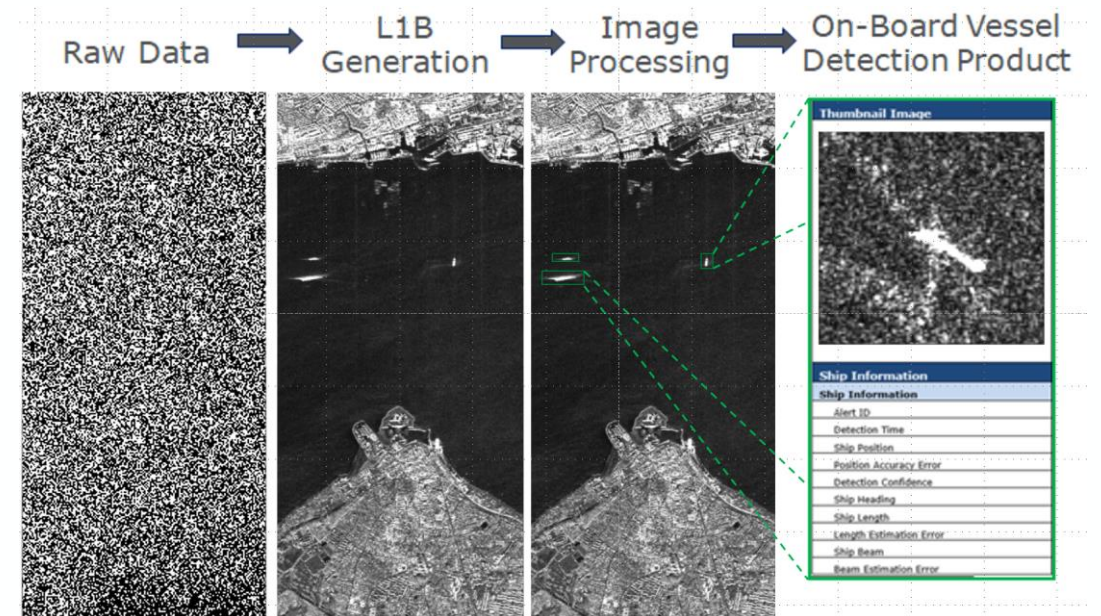 Raw Data
L1B
Generation
Image
Processing
On-Board Vessel
Detection Product
Thumbnail Image
Ship Information
Ship Information
Alert ID
Detection Time
Ship Position
Position Accuracy Error
Detection Confidence
Ship Heading
Ship Length
Length Estimation Error
Ship Beam
Beam Estimation Error